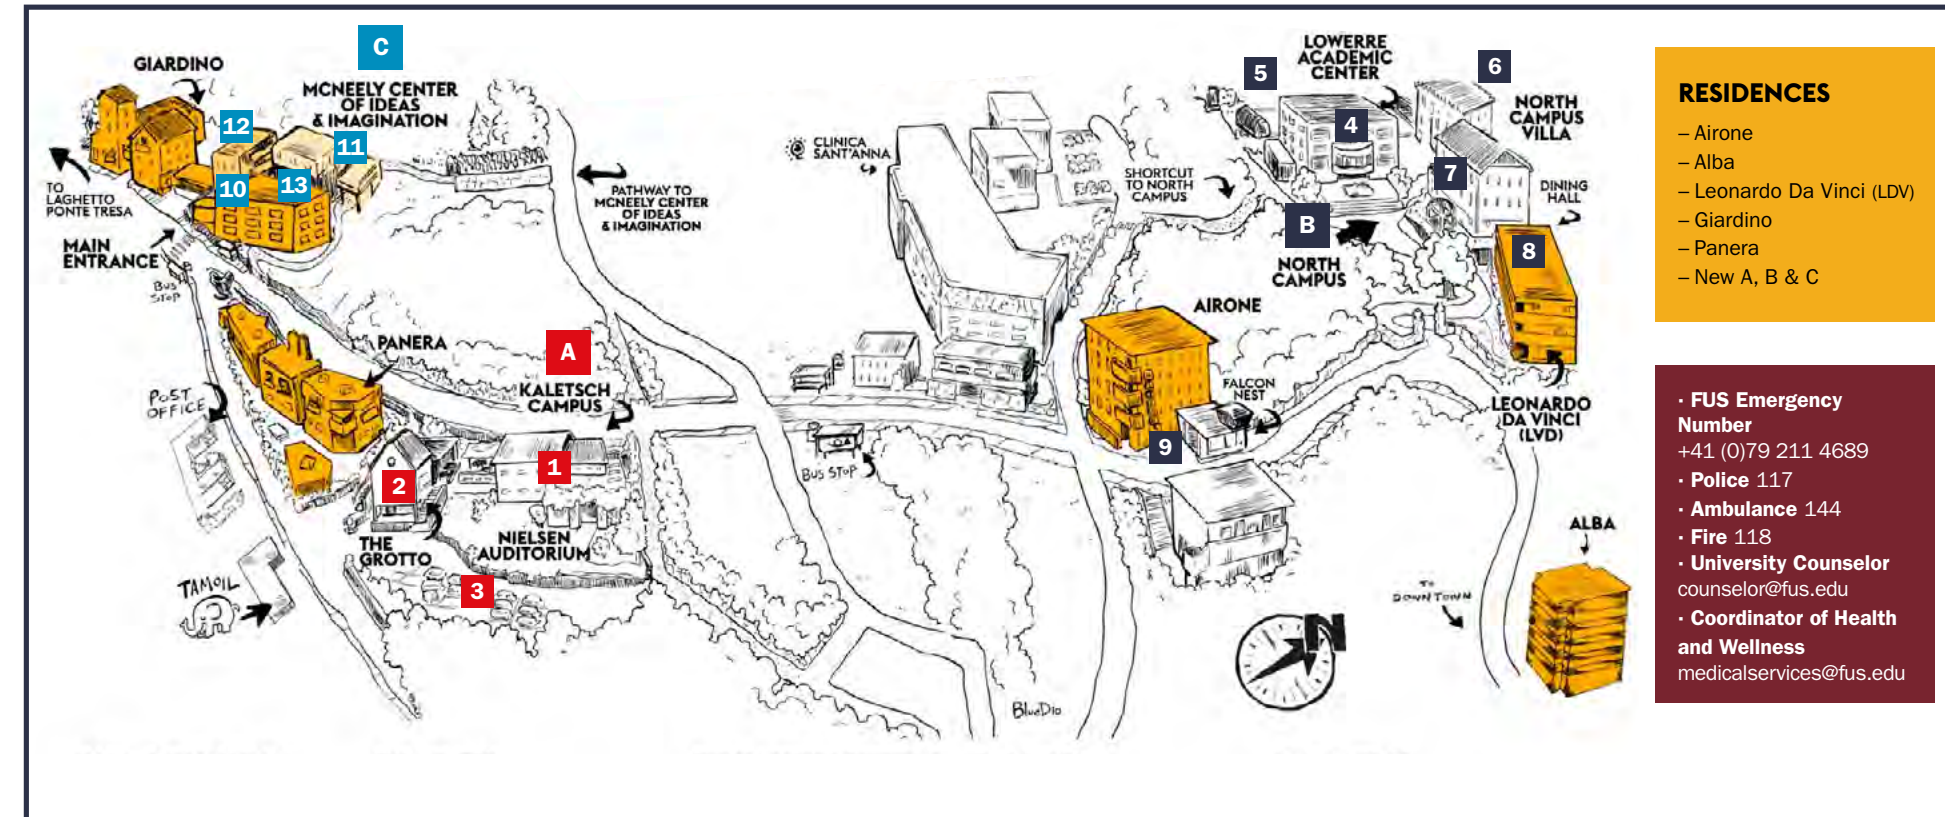 GIARDINO
C
MCNEELY CENTER
OF IDEAS
& IMAGINATION
12
11
10
13
TO
LAGHETTO
PONTE TRESA
MAIN
ENTRANCE
BUS
STOP
PATHWAY TO
MCNEELY CENTER
OF IDEAS
& IMAGINATION
PANERA
A
KALETSCH
CAMPUS
POST
OFFICE
1
2
THE
GROTTO
NIELSEN
AUDITORIUM
3
TAMOIL
CLINICA
SANT'ANNA
BUS STOP
5
LOWERRE
ACADEMIC
CENTER
6
NORTH
CAMPUS
VILLA
4
SHORTCUT
TO NORTH
CAMPUS
7
DINING
HALL
B
NORTH
CAMPUS
8
AIRONE
FALCON
NEST
9
LEONARDO
DA VINCI
(LVD)
ALBA
TO
DOWNTOWN
N
BlueDio
RESIDENCES
– Airone
– Alba
– Leonardo Da Vinci (LDV)
– Giardino
– Panera
– New A, B & C
· FUS Emergency
Number
+41 (0)79 211 4689
· Police 117
· Ambulance 144
· Fire 118
· University Counselor
counselor@fus.edu
· Coordinator of Health
and Wellness
medicalservices@fus.edu